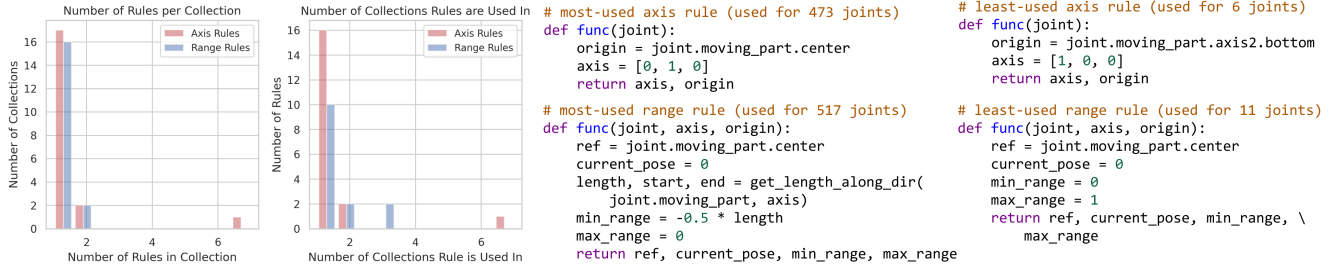 Number of Rules per Collection
Number of Collections
16
14
12
10
8
6
4
2
0
Axis Rules
Range Rules
2
4
6
Number of Rules in Collection
Number of Collections Rules are Used In
Number of Rules
16
14
12
10
8
6
4
2
0
Axis Rules
Range Rules
2
4
6
Number of Collections Rule is Used In
# most-used axis rule (used for 473 joints)
def func(joint):
    origin = joint.moving_part.center
    axis = [0, 1, 0]
    return axis, origin
# most-used range rule (used for 517 joints)
def func(joint, axis, origin):
    ref = joint.moving_part.center
    current_pose = 0
    length, start, end = get_length_along_dir(
        joint.moving_part, axis)
    min_range = -0.5 * length
    max_range = 0
    return ref, current_pose, min_range, max_range
# least-used axis rule (used for 6 joints)
def func(joint):
    origin = joint.moving_part.axis2.bottom
    axis = [1, 0, 0]
    return axis, origin
# least-used range rule (used for 11 joints)
def func(joint, axis, origin):
    ref = joint.moving_part.center
    current_pose = 0
    min_range = 0
    max_range = 1
    return ref, current_pose, min_range, \
        max_range